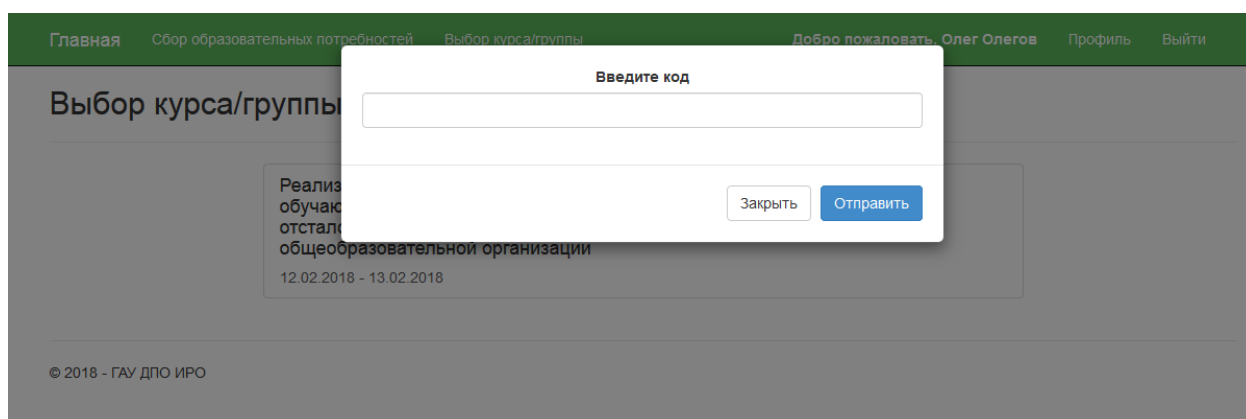 Главная Сбор образовательных потребностей Выбор курса/группы Добро пожаловать, Олег Олегов Профиль Выйти
Введите код
Выбор курса/группы
Реализ
обучаю
Закрыть Отправить
отстало
общеобразовательной организации
12.02.2018 - 13.02.2018
© 2018 - ГАУ ДПО ИРО